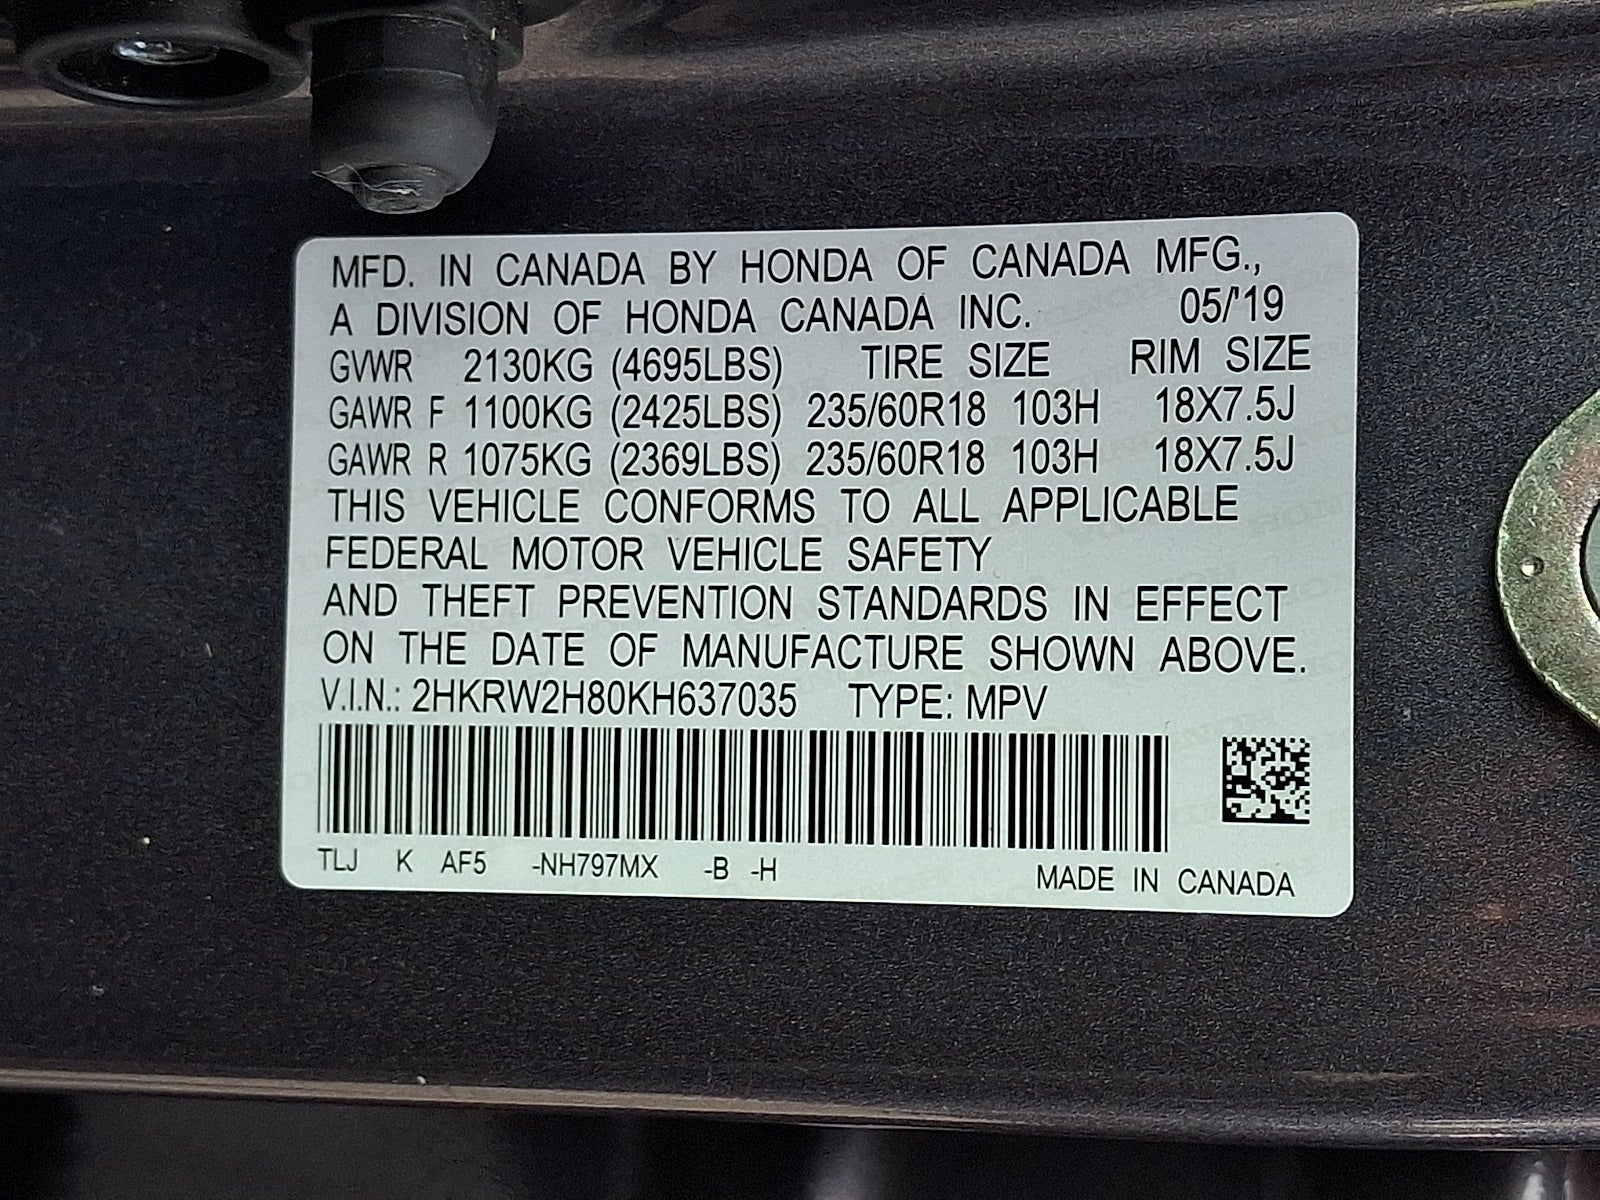 MFD. IN CANADA BY HONDA OF CANADA MFG.,
A DIVISION OF HONDA CANADA INC. 05/'19
GVWR 2130KG (4695LBS) TIRE SIZE RIM SIZE
GAWR F 1100KG (2425LBS) 235/60R18 103H 18X7.5J
GAWR R 1075KG (2369LBS) 235/60R18 103H 18X7.5J
THIS VEHICLE CONFORMS TO ALL APPLICABLE
FEDERAL MOTOR VEHICLE SAFETY
AND THEFT PREVENTION STANDARDS IN EFFECT
ON THE DATE OF MANUFACTURE SHOWN ABOVE.
V.I.N.: 2HKRW2H80KH637035 TYPE: MPV
TLJ K AF5 -NH797MX -B -H MADE IN CANADA